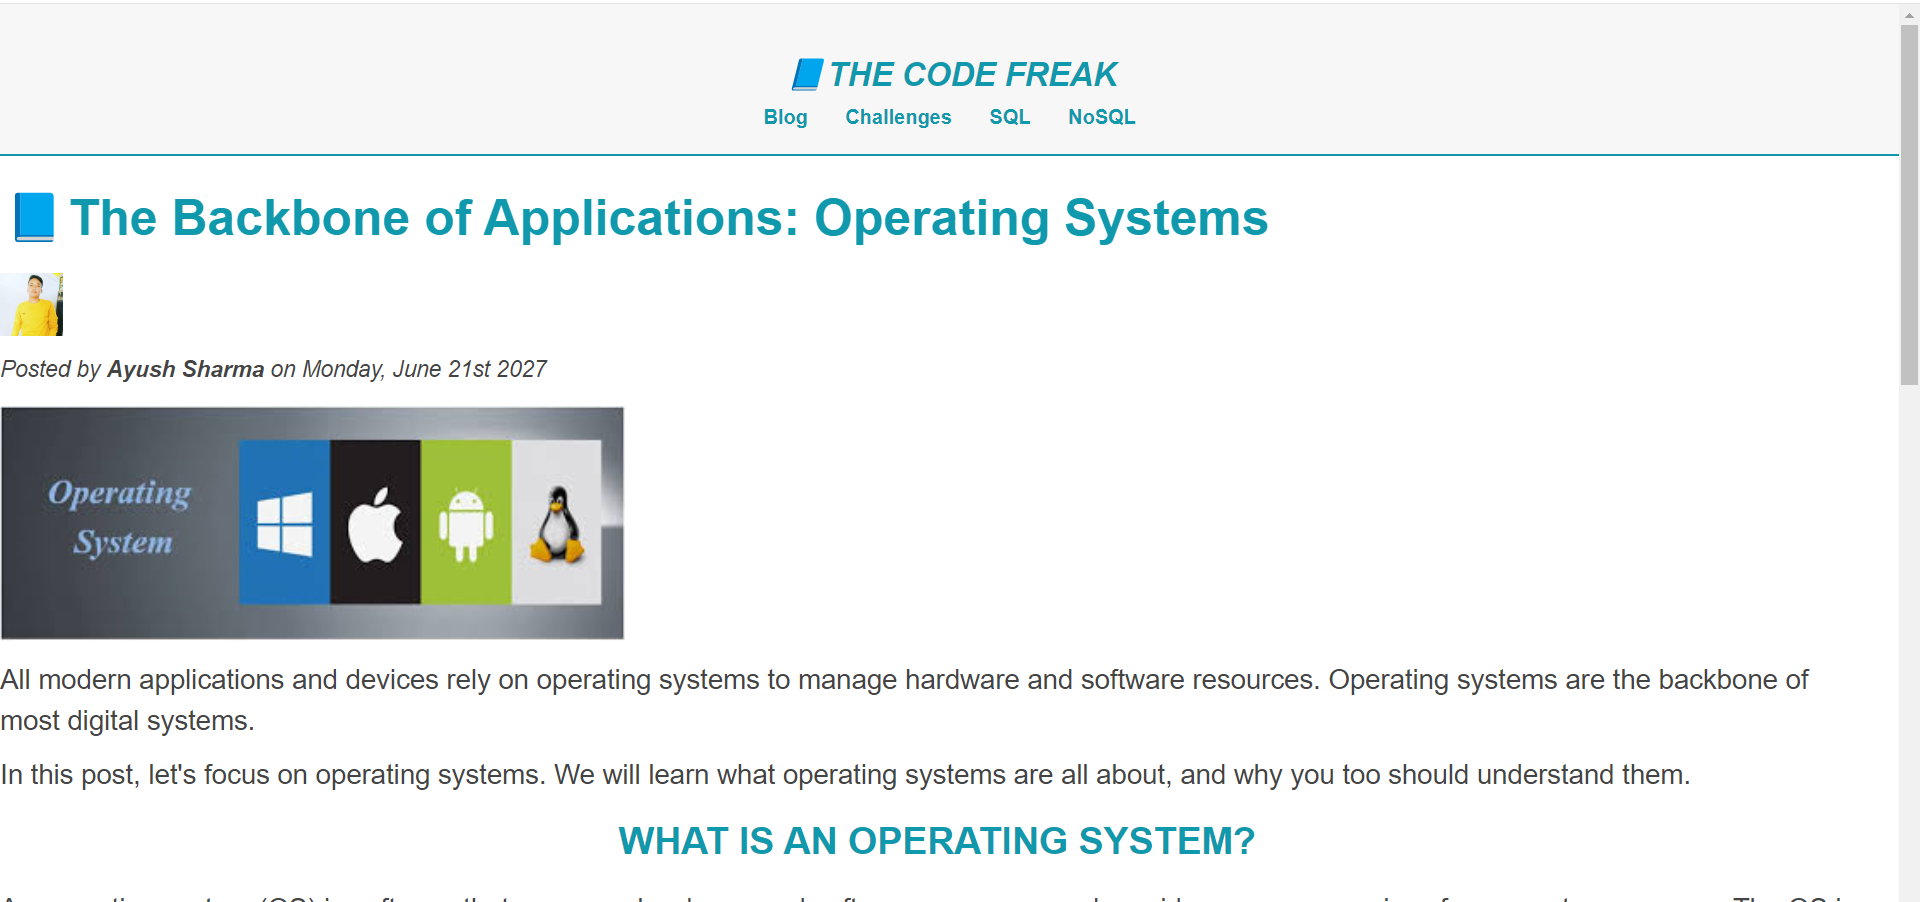 📘 THE CODE FREAK
Blog Challenges SQL NoSQL
📘 The Backbone of Applications: Operating Systems
Posted by Ayush Sharma on Monday, June 21st 2027
Operating
System
All modern applications and devices rely on operating systems to manage hardware and software resources. Operating systems are the backbone of
most digital systems.
In this post, let's focus on operating systems. We will learn what operating systems are all about, and why you too should understand them.
WHAT IS AN OPERATING SYSTEM?